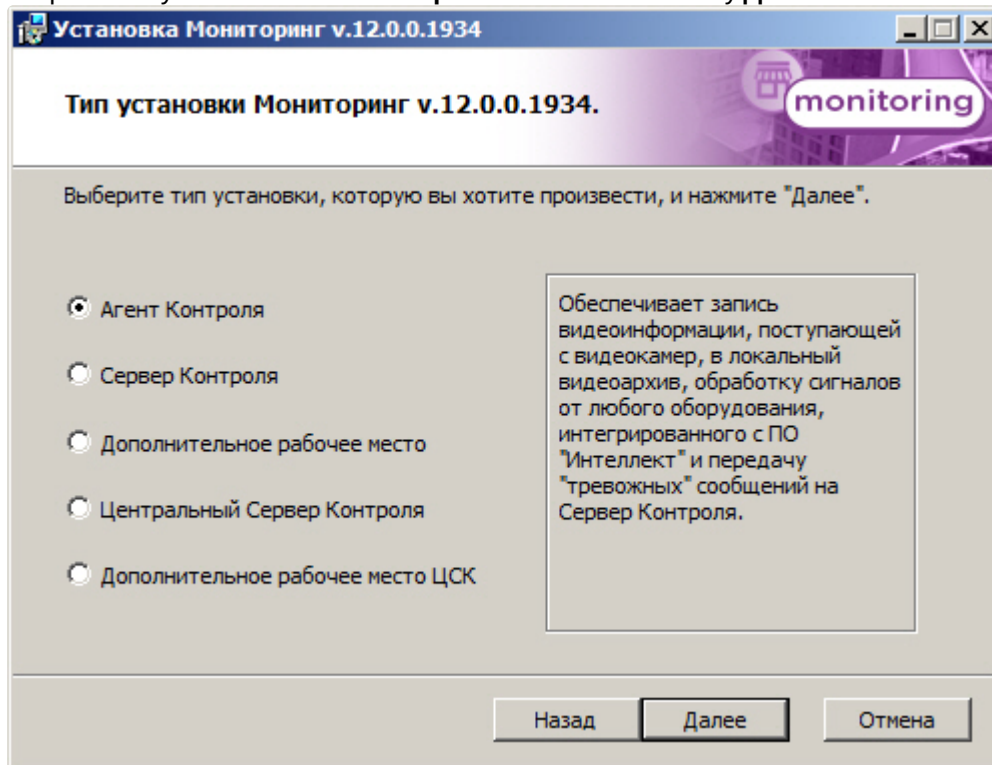 Установка Мониторинг v.12.0.0.1934
Тип установки Мониторинг v.12.0.0.1934.
monitoring
Выберите тип установки, которую вы хотите произвести, и нажмите "Далее".
Агент Контроля
Сервер Контроля
Дополнительное рабочее место
Центральный Сервер Контроля
Дополнительное рабочее место ЦСК
Обеспечивает запись
видеоинформации, поступающей
с видеокамер, в локальный
видеоархив, обработку сигналов
от любого оборудования,
интегрированного с ПО
"Интеллект" и передачу
"тревожных" сообщений на
Сервер Контроля.
Назад
Далее
Отмена